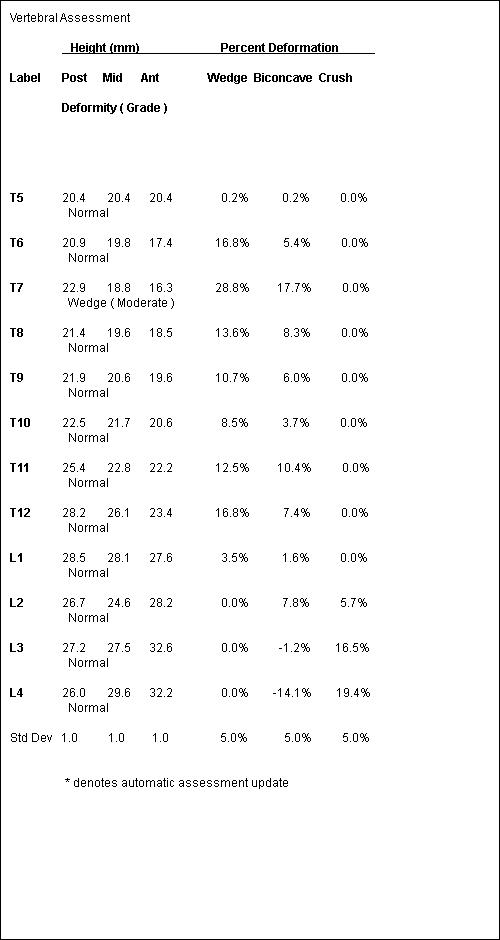 Vertebral Assessment
Height (mm) Percent Deformation
Label Post Mid Ant Wedge Biconcave Crush
Deformity ( Grade )
T5 20.4 20.4 20.4 0.2% 0.2% 0.0%
Normal
T6 20.9 19.8 17.4 16.8% 5.4% 0.0%
Normal
T7 22.9 18.8 16.3 28.8% 17.7% 0.0%
Wedge ( Moderate )
T8 21.4 19.6 18.5 13.6% 8.3% 0.0%
Normal
T9 21.9 20.6 19.6 10.7% 6.0% 0.0%
Normal
T10 22.5 21.7 20.6 8.5% 3.7% 0.0%
Normal
T11 25.4 22.8 22.2 12.5% 10.4% 0.0%
Normal
T12 28.2 26.1 23.4 16.8% 7.4% 0.0%
Normal
L1 28.5 28.1 27.6 3.5% 1.6% 0.0%
Normal
L2 26.7 24.6 28.2 0.0% 7.8% 5.7%
Normal
L3 27.2 27.5 32.6 0.0% -1.2% 16.5%
Normal
L4 26.0 29.6 32.2 0.0% -14.1% 19.4%
Normal
Std Dev 1.0 1.0 1.0 5.0% 5.0% 5.0%
* denotes automatic assessment update